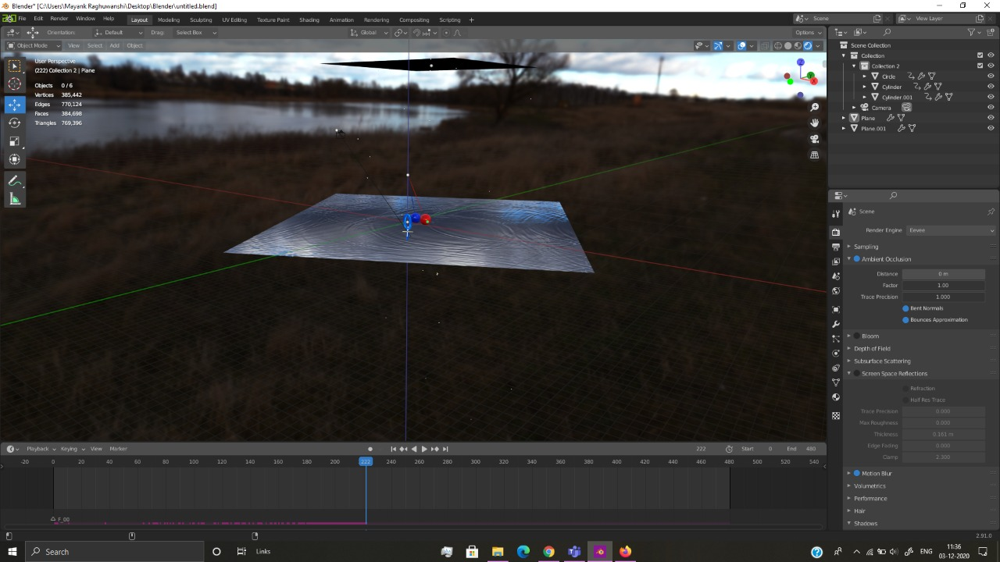 Blender* [C:\Users\Mayank Raghuwanshi\Desktop\Blender\untitled.blend]
File Edit Render Window Help Layout Modeling Sculpting UV Editing Texture Paint Shading Animation Rendering Compositing Scripting + Scene View Layer
Orientation: Default Drag: Select Box Global Options
Object Mode View Select Add Object
User Perspective
(222) Collection 2 | Plane
Objects 0 / 6
Vertices 385,442
Edges 770,124
Faces 384,698
Triangles 769,396
Z
Y
X
Scene Collection
Collection
Collection 2
Circle
Cylinder
Cylinder.001
Camera
Plane
Plane.001
Scene
Render Engine Eevee
Sampling
Ambient Occlusion
Distance 0 m
Factor 1.00
Trace Precision 1.000
Bent Normals
Bounces Approximation
Bloom
Depth of Field
Subsurface Scattering
Screen Space Reflections
Refraction
Half Res Trace
Trace Precision 0.000
Max Roughness 0.000
Thickness 0.161 m
Edge Fading 0.000
Clamp 2.300
Motion Blur
Volumetrics
Performance
Hair
Shadows
Playback Keying View Marker 222 Start 0 End 480
-20 0 20 40 60 80 100 120 140 160 180 200 222 240 260 280 300 320 340 360 380 400 420 440 460 480 500 520 540
F_00
2.91.0
Search Links ENG 11:36
03-12-2020